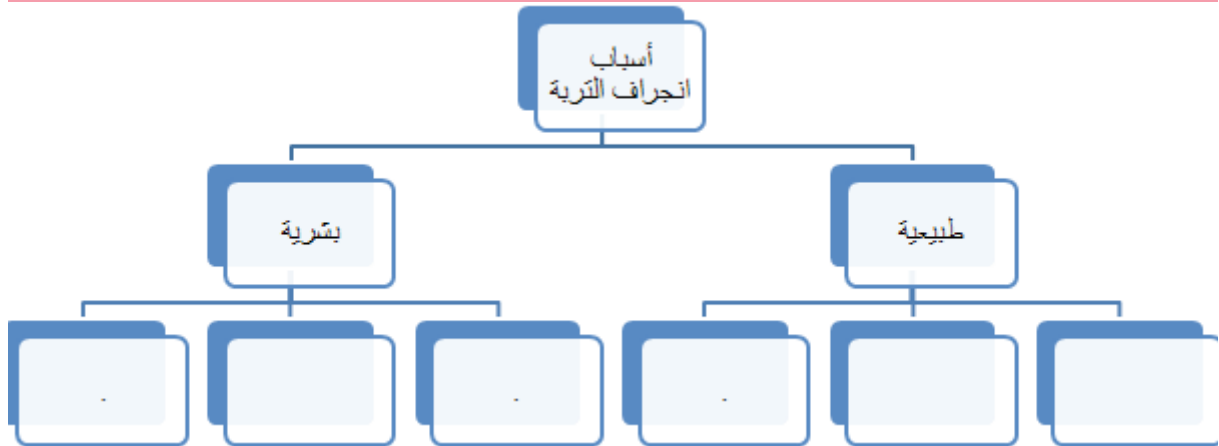 أسباب
انجراف التربة
طبيعية
بشرية
.
.
.